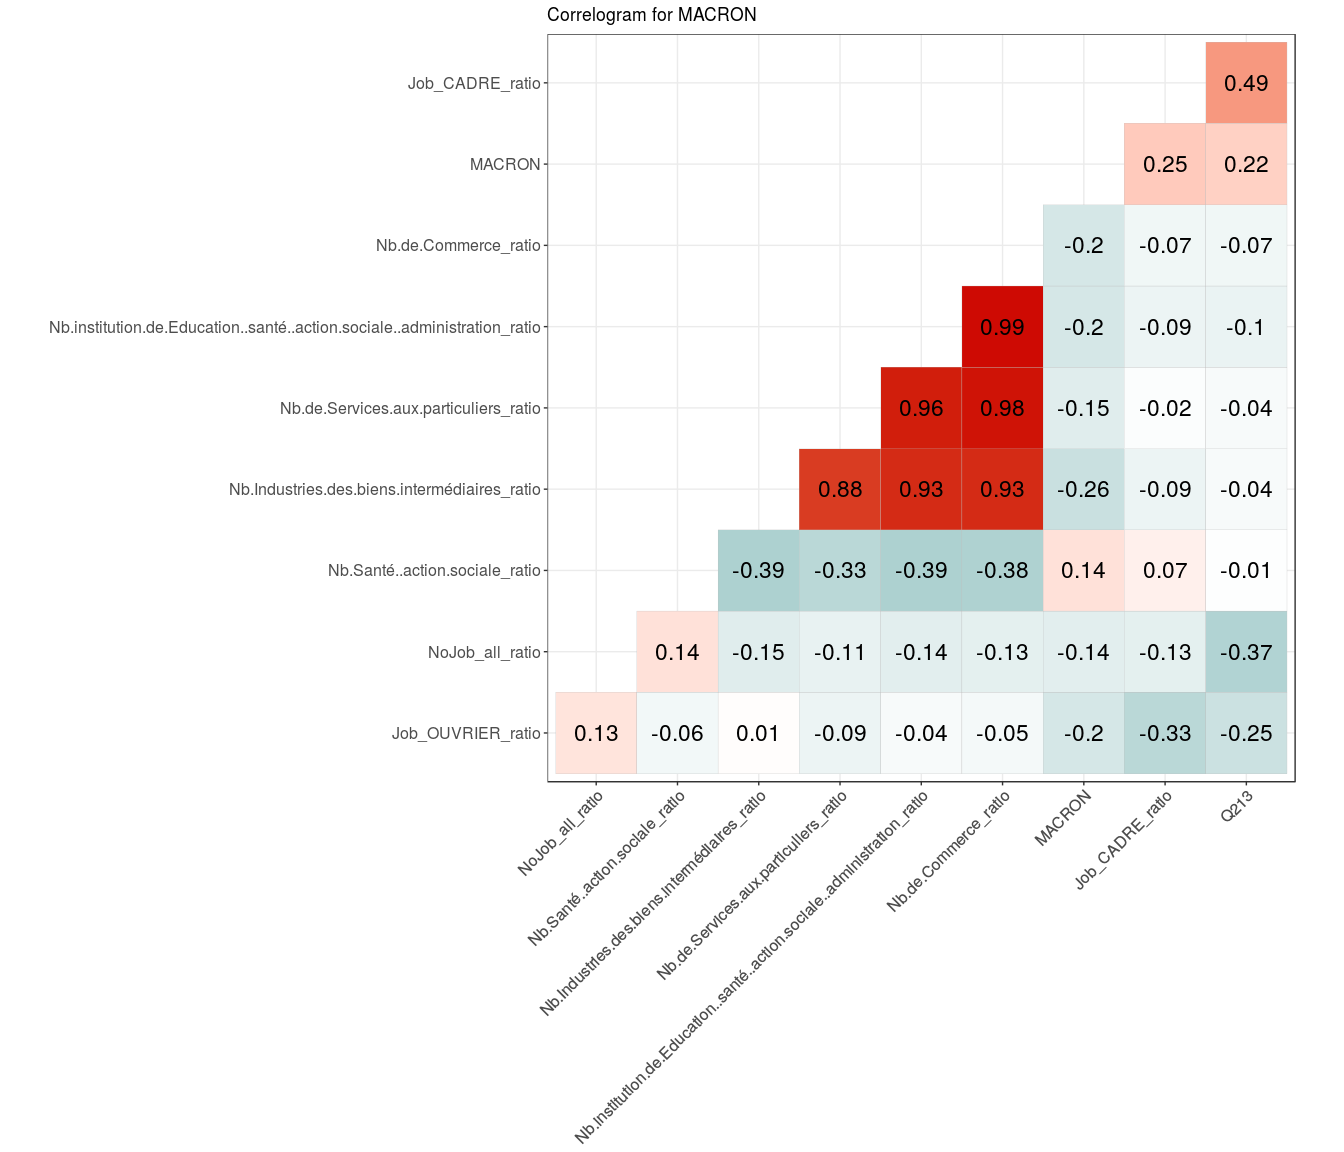 Correlogram for MACRON
Job_CADRE_ratio 0.49
MACRON 0.25 0.22
Nb.de.Commerce_ratio -0.2 -0.07 -0.07
Nb.institution.de.Education..santé..action.sociale..administration_ratio 0.99 -0.2 -0.09 -0.1
Nb.de.Services.aux.particuliers_ratio 0.96 0.98 -0.15 -0.02 -0.04
Nb.Industries.des.biens.intermédiaires_ratio 0.88 0.93 0.93 -0.26 -0.09 -0.04
Nb.Santé..action.sociale_ratio -0.39 -0.33 -0.39 -0.38 0.14 0.07 -0.01
NoJob_all_ratio 0.14 -0.15 -0.11 -0.14 -0.13 -0.14 -0.13 -0.37
Job_OUVRIER_ratio 0.13 -0.06 0.01 -0.09 -0.04 -0.05 -0.2 -0.33 -0.25
NoJob_all_ratio
Nb.Santé..action.sociale_ratio
Nb.Industries.des.biens.intermédiaires_ratio
Nb.de.Services.aux.particuliers_ratio
Nb.institution.de.Education..santé..action.sociale..administration_ratio
Nb.de.Commerce_ratio
MACRON
Job_CADRE_ratio
Q213